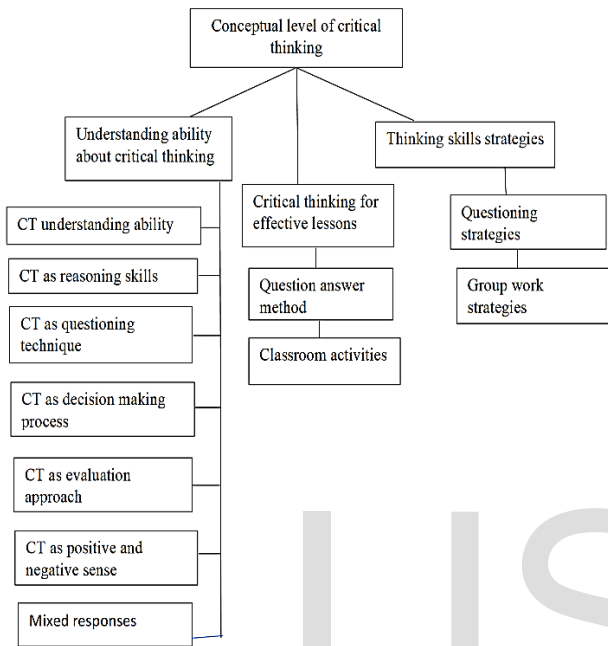 Conceptual level of critical
thinking
Understanding ability
about critical thinking
CT understanding ability
CT as reasoning skills
CT as questioning
technique
CT as decision making
process
CT as evaluation
approach
CT as positive and
negative sense
Mixed responses
Critical thinking for
effective lessons
Question answer
method
Classroom activities
Thinking skills strategies
Questioning
strategies
Group work
strategies